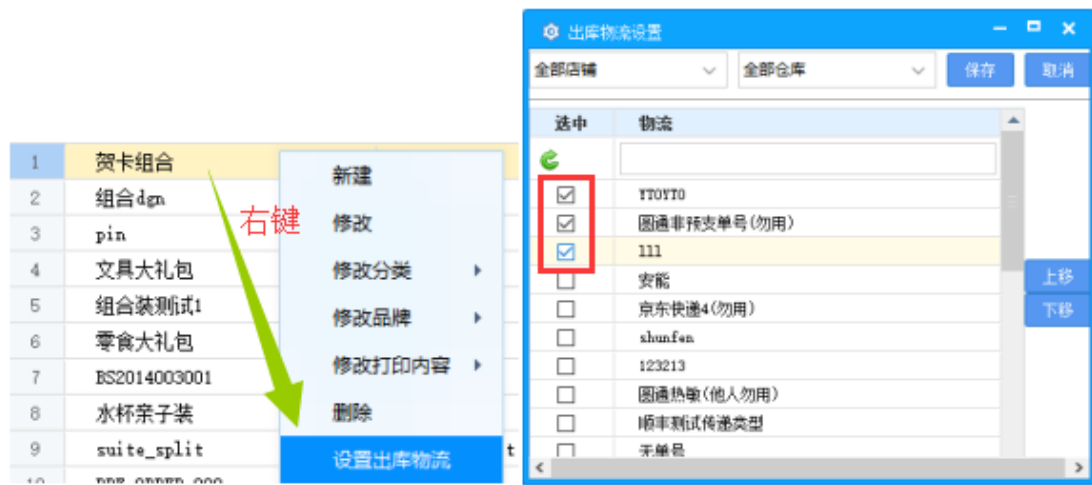 1 贺卡组合
2 组合dgn
3 pin
4 文具大礼包
5 组合装测试1
6 零食大礼包
7 BS2014003001
8 水杯亲子装
9 suite_split
t
右键
新建
修改
修改分类
修改品牌
修改打印内容
删除
设置出库物流
出库物流设置
全部店铺 全部仓库 保存 取消
选中 物流
YTOYTO
圆通非预支单号(勿用)
111
安能
京东快递4(勿用)
shunfen
123213
圆通热敏(他人勿用)
顺丰测试传递类型
无单号
上移
下移